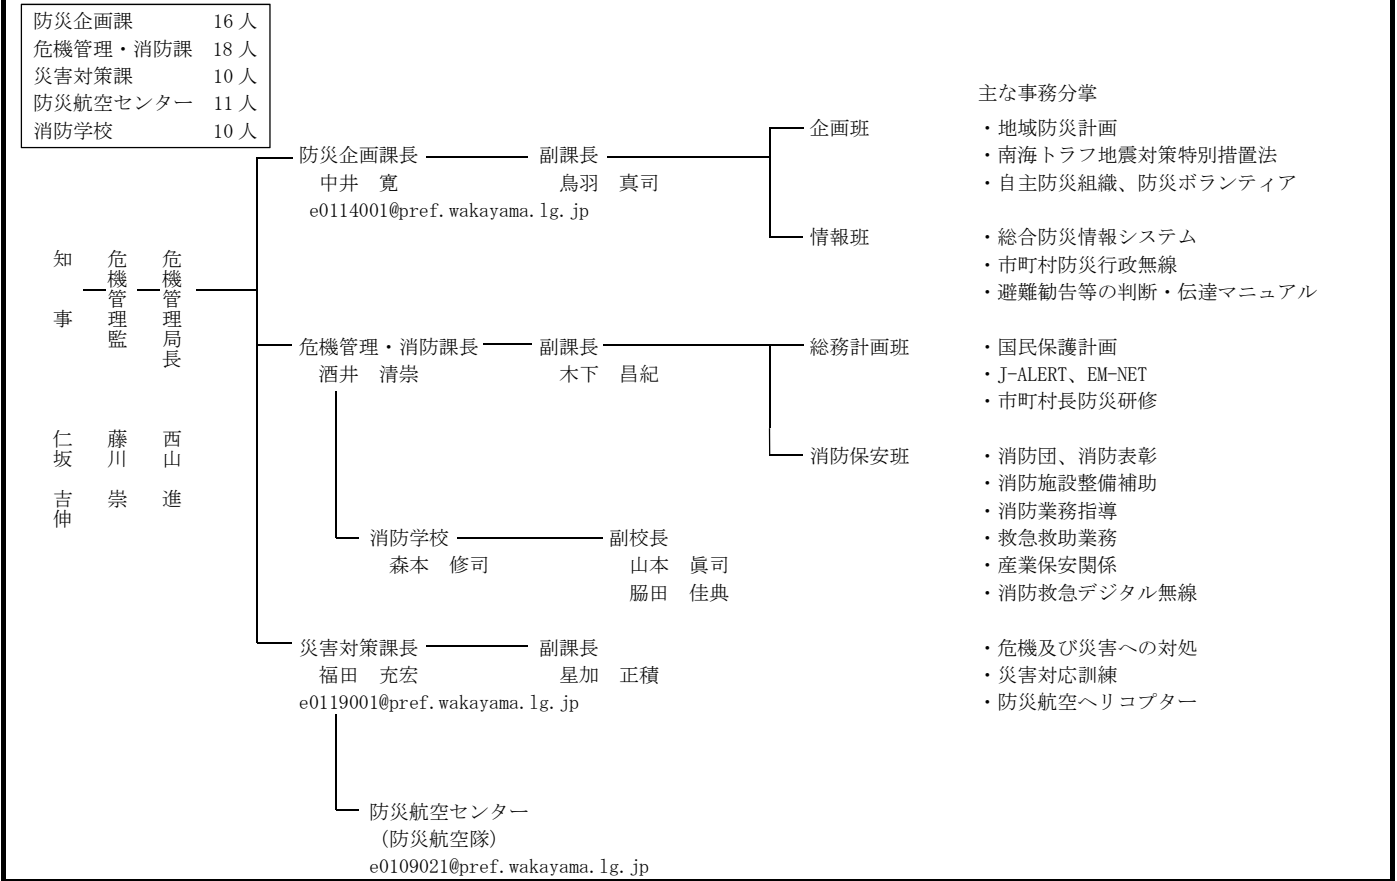 防災企画課 16 人
危機管理・消防課 18 人
災害対策課 10 人
防災航空センター 11 人
消防学校 10 人
主な事務分掌
知事 仁坂 吉伸
危機管理監 藤川 崇
危機管理局長 西山 進
防災企画課長 副課長
中井 寛 鳥羽 真司
e0114001@pref.wakayama.lg.jp
企画班 ・地域防災計画
・南海トラフ地震対策特別措置法
・自主防災組織、防災ボランティア
情報班 ・総合防災情報システム
・市町村防災行政無線
・避難勧告等の判断・伝達マニュアル
危機管理・消防課長 副課長 総務計画班 ・国民保護計画
酒井 清崇 木下 昌紀 ・J-ALERT、EM-NET
・市町村長防災研修
消防保安班 ・消防団、消防表彰
・消防施設整備補助
・消防業務指導
消防学校 副校長 ・救急救助業務
森本 修司 山本 眞司 ・産業保安関係
脇田 佳典 ・消防救急デジタル無線
災害対策課長 副課長 ・危機及び災害への対処
福田 充宏 星加 正積 ・災害対応訓練
e0119001@pref.wakayama.lg.jp ・防災航空ヘリコプター
防災航空センター
（防災航空隊）
e0109021@pref.wakayama.lg.jp